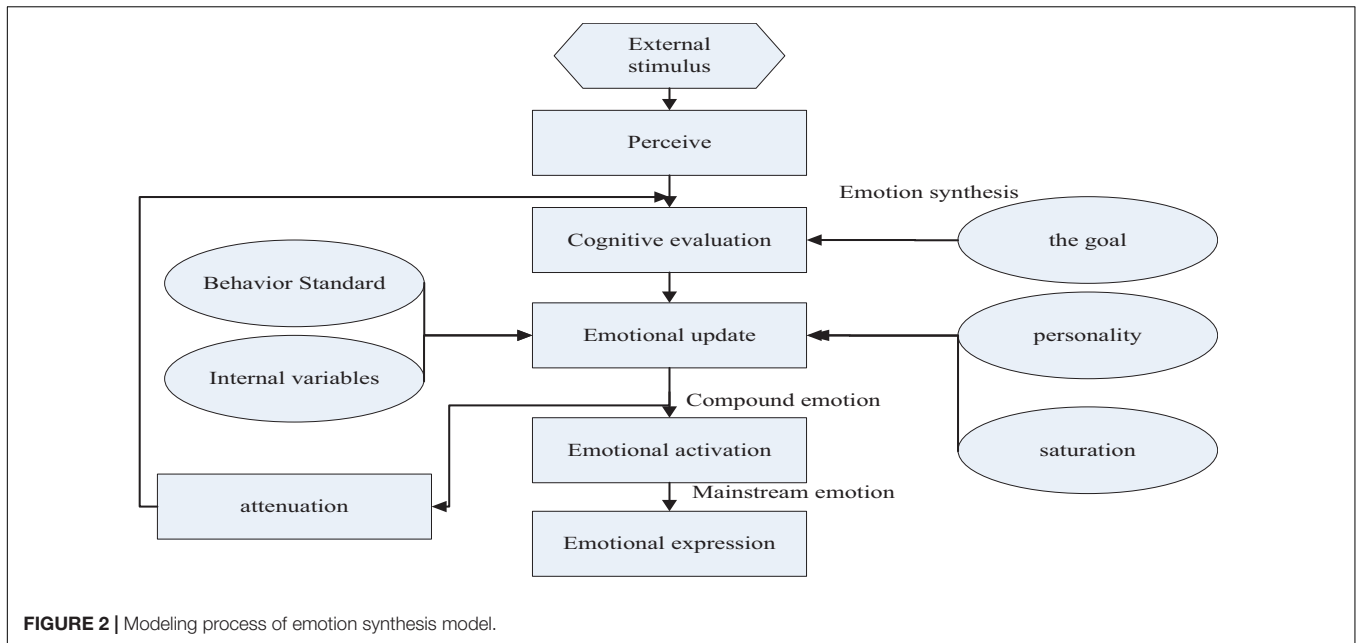 External
stimulus
Perceive
Emotion synthesis
Cognitive evaluation
the goal
Behavior Standard
Emotional update
personality
Internal variables
Compound emotion
Emotional activation
saturation
Mainstream emotion
attenuation
Emotional expression
FIGURE 2 | Modeling process of emotion synthesis model.